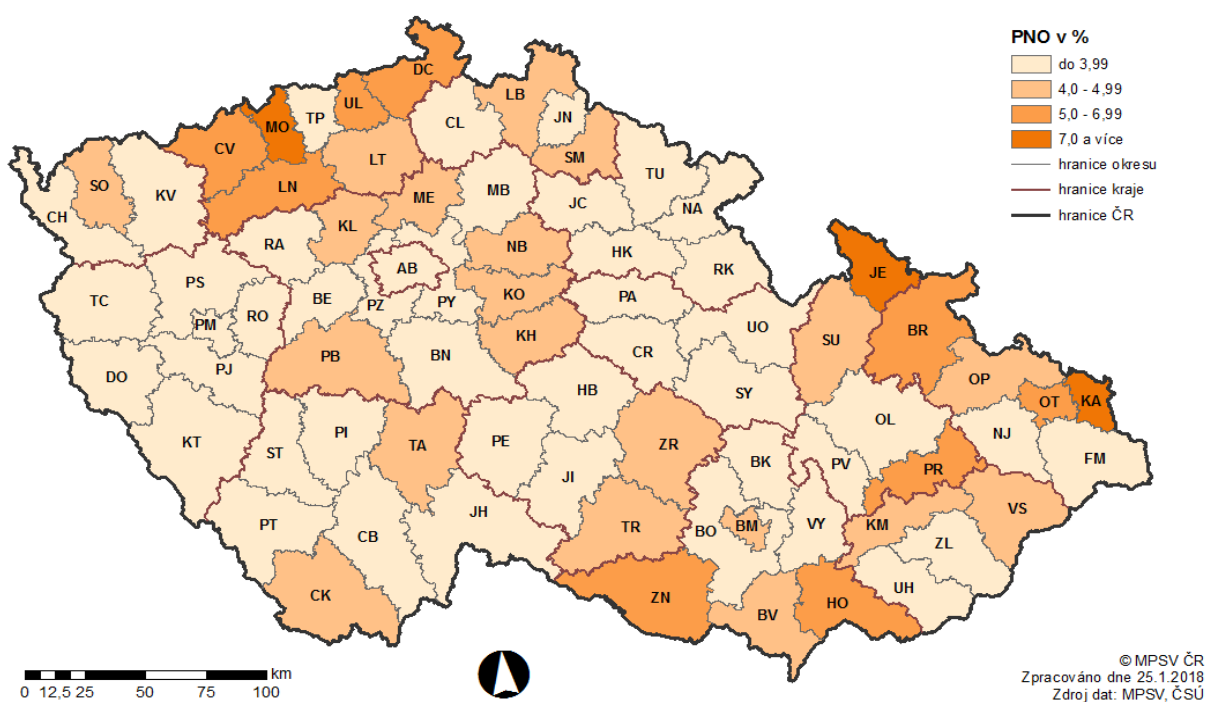 PNO v %
do 3,99
4,0 - 4,99
5,0 - 6,99
7,0 a více
hranice okresu
hranice kraje
hranice ČR
DC
LB
UL
TP
MO
JN
CL
CV
LT
SM
TU
SO
LN
KV
MB
ME
JC
NA
CH
KL
RA
NB
HK
AB
RK
JE
PS
TC
BE
KO
PA
PZ
PY
RO
PM
UO
BR
KH
SU
PB
BN
CR
PJ
DO
OP
HB
SY
OT
KA
TA
OL
NJ
PI
KT
PE
ZR
ST
FM
BK
PV
PR
JI
VS
JH
PT
TR
BM
VY
KM
BO
CB
ZL
UH
CK
ZN
HO
BV
km
0 12,5 25 50 75 100
© MPSV ČR
Zpracováno dne 25.1.2018
Zdroj dat: MPSV, ČSÚ